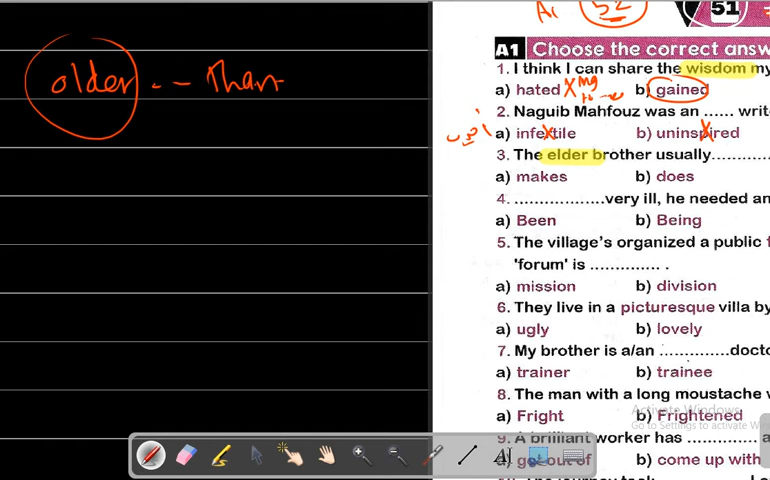 A1 52 51
older -- Than
A1 Choose the correct answ
1. I think I can share the wisdom my
a) hated b) gained
2. Naguib Mahfouz was an ...... writ
a) infertile b) uninspired
3. The elder brother usually...........
a) makes b) does
4. .................very ill, he needed an
a) Been b) Being
5. The village's organized a public f
'forum' is ............. .
a) mission b) division
6. They live in a picturesque villa by
a) ugly b) lovely
7. My brother is a/an .............docto
a) trainer b) trainee
8. The man with a long moustache w
a) Fright b) Frightened
Activate Windows
Go to Settings to activate Win
9. A brilliant worker has ............. a
a) got out of b) come up with